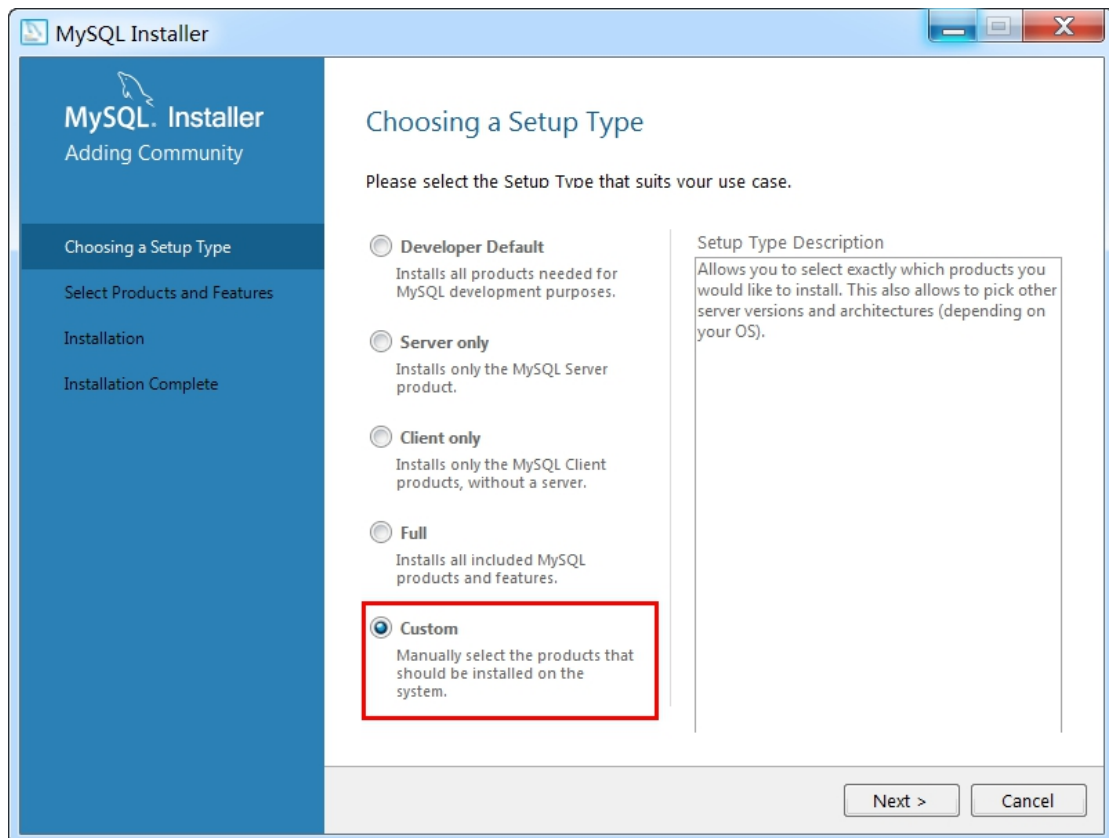 MySQL Installer
MySQL. Installer
Adding Community
Choosing a Setup Type
Select Products and Features
Installation
Installation Complete
Choosing a Setup Type
Please select the Setup Type that suits your use case.
Developer Default
Installs all products needed for
MySQL development purposes.
Server only
Installs only the MySQL Server
product.
Client only
Installs only the MySQL Client
products, without a server.
Full
Installs all included MySQL
products and features.
Custom
Manually select the products that
should be installed on the
system.
Setup Type Description
Allows you to select exactly which products you
would like to install. This also allows to pick other
server versions and architectures (depending on
your OS).
Next >
Cancel